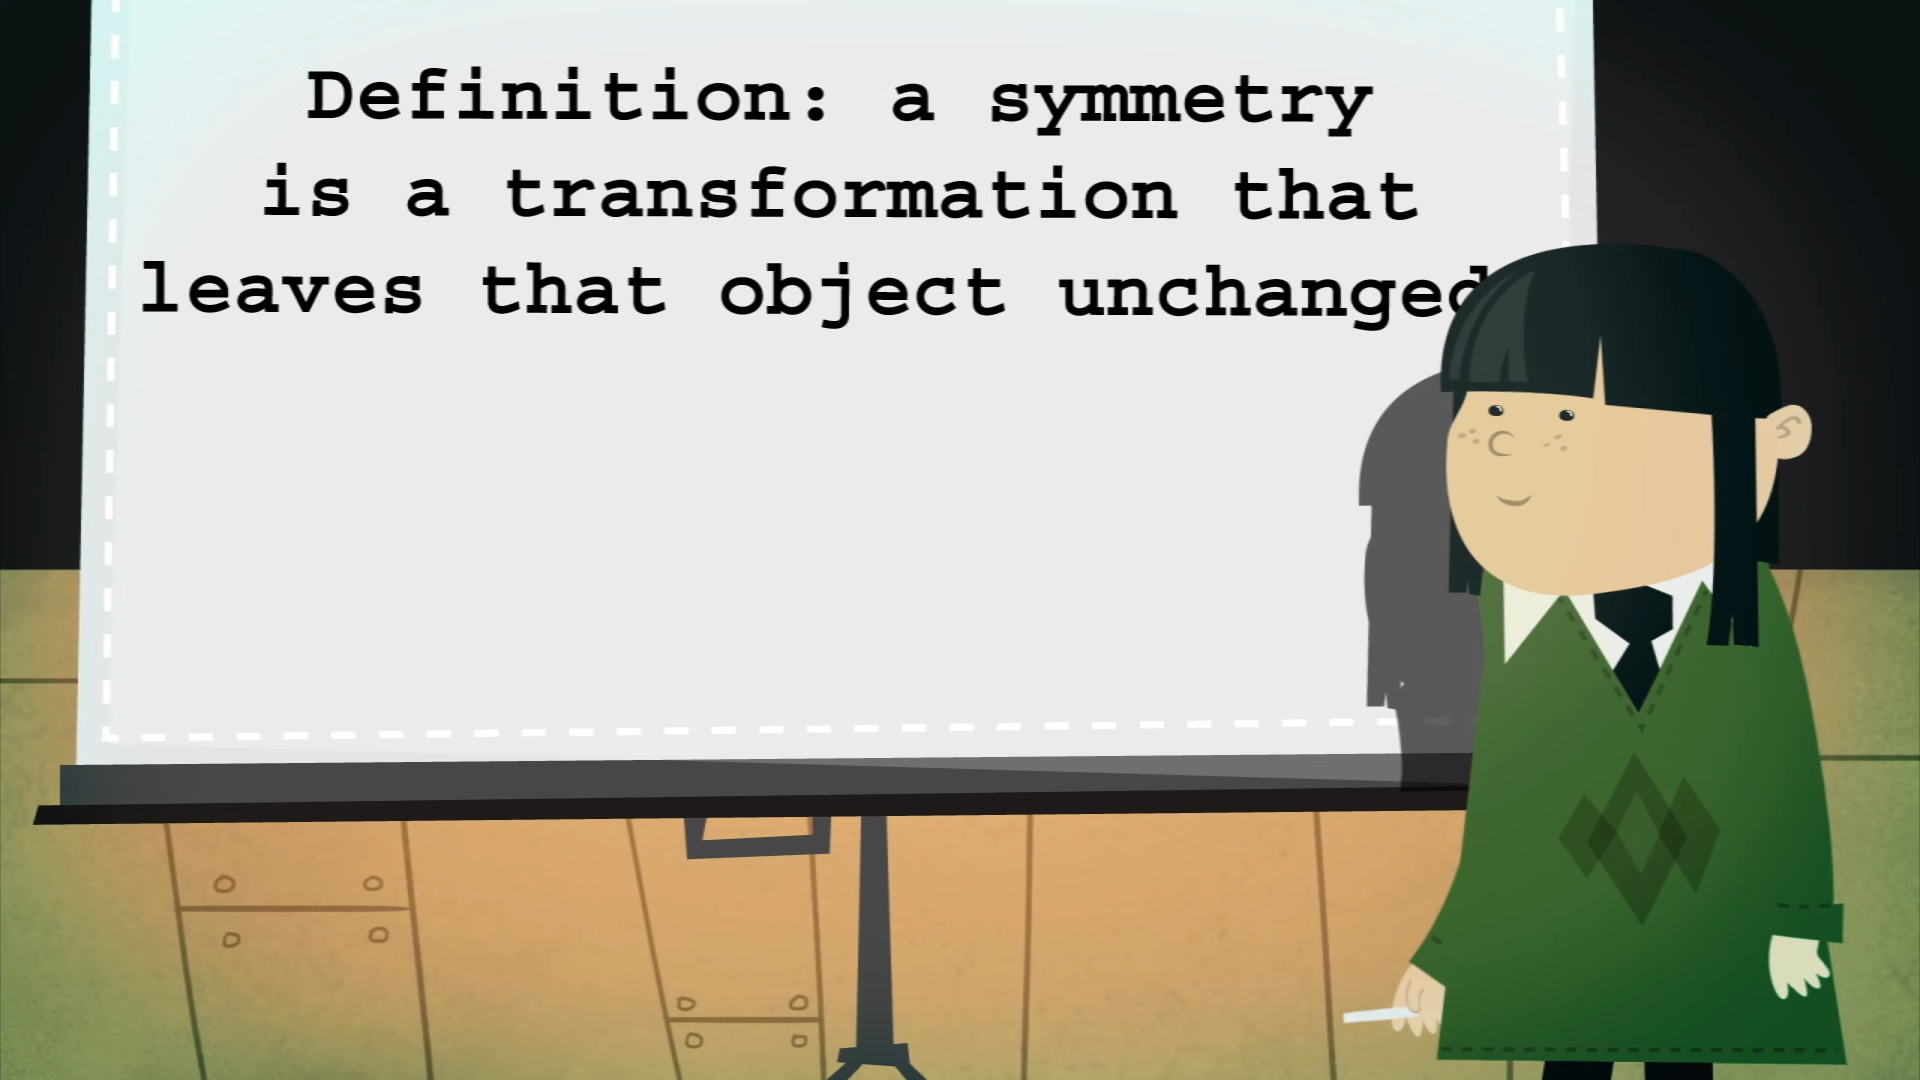 Definition: a symmetry
is a transformation that
leaves that object unchanged